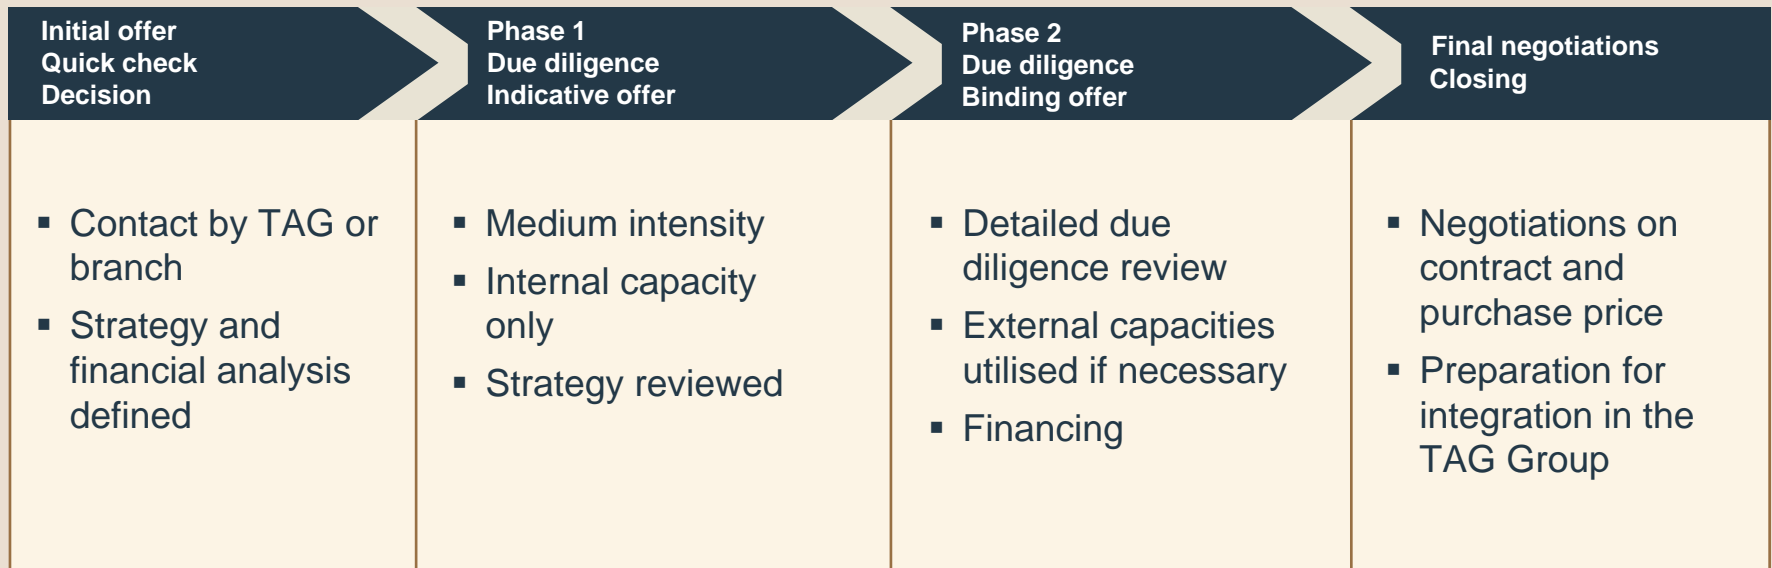 Initial offer
Quick check
Decision
Phase 1
Due diligence
Indicative offer
Phase 2
Due diligence
Binding offer
Final negotiations
Closing
▪ Contact by TAG or
branch
▪ Strategy and
financial analysis
defined
▪ Medium intensity
▪ Internal capacity
only
▪ Strategy reviewed
▪ Detailed due
diligence review
▪ External capacities
utilised if necessary
▪ Financing
▪ Negotiations on
contract and
purchase price
▪ Preparation for
integration in the
TAG Group